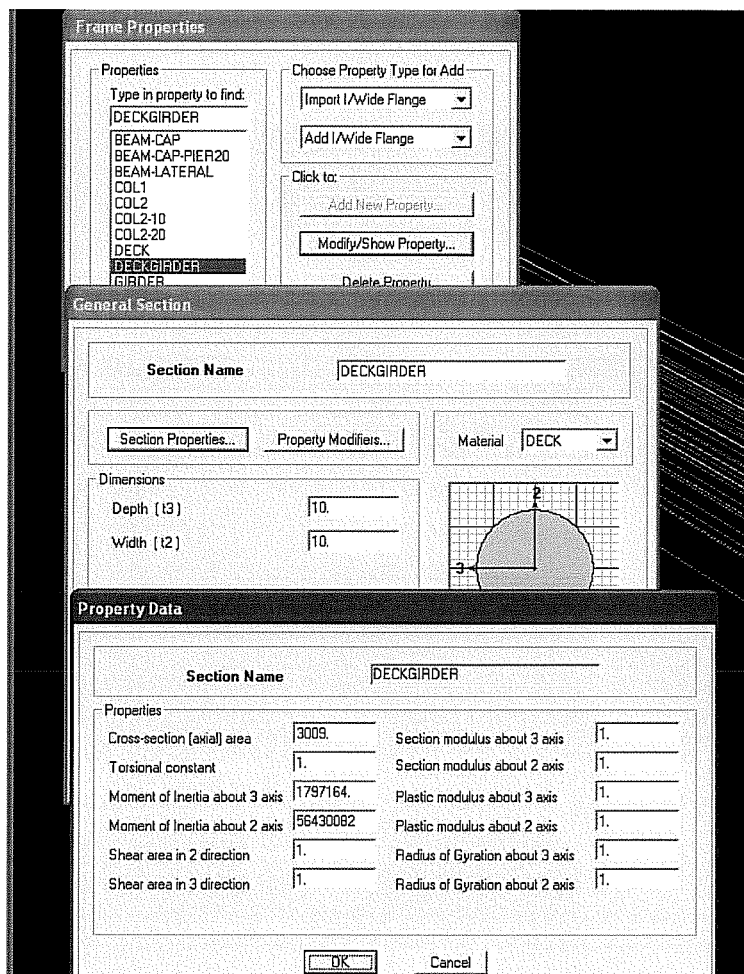 Frame Properties
Properties
Type in property to find:
DECKGIRDER
BEAM-CAP
BEAM-CAP-PIER20
BEAM-LATERAL
COL1
COL2
COL2-10
COL2-20
DECK
DECKGIRDER
GIRDER
Choose Property Type for Add
Import I/Wide Flange
Add I/Wide Flange
Click to:
Add New Property...
Modify/Show Property...
Delete Property
General Section
Section Name DECKGIRDER
Section Properties... Property Modifiers... Material DECK
Dimensions
Depth ( t3 ) 10.
Width ( t2 ) 10.
2
3
Property Data
Section Name DECKGIRDER
Properties
Cross-section (axial) area 3009. Section modulus about 3 axis 1.
Torsional constant 1. Section modulus about 2 axis 1.
Moment of Inertia about 3 axis 1797164. Plastic modulus about 3 axis 1.
Moment of Inertia about 2 axis 56430082 Plastic modulus about 2 axis 1.
Shear area in 2 direction 1. Radius of Gyration about 3 axis 1.
Shear area in 3 direction 1. Radius of Gyration about 2 axis 1.
OK Cancel